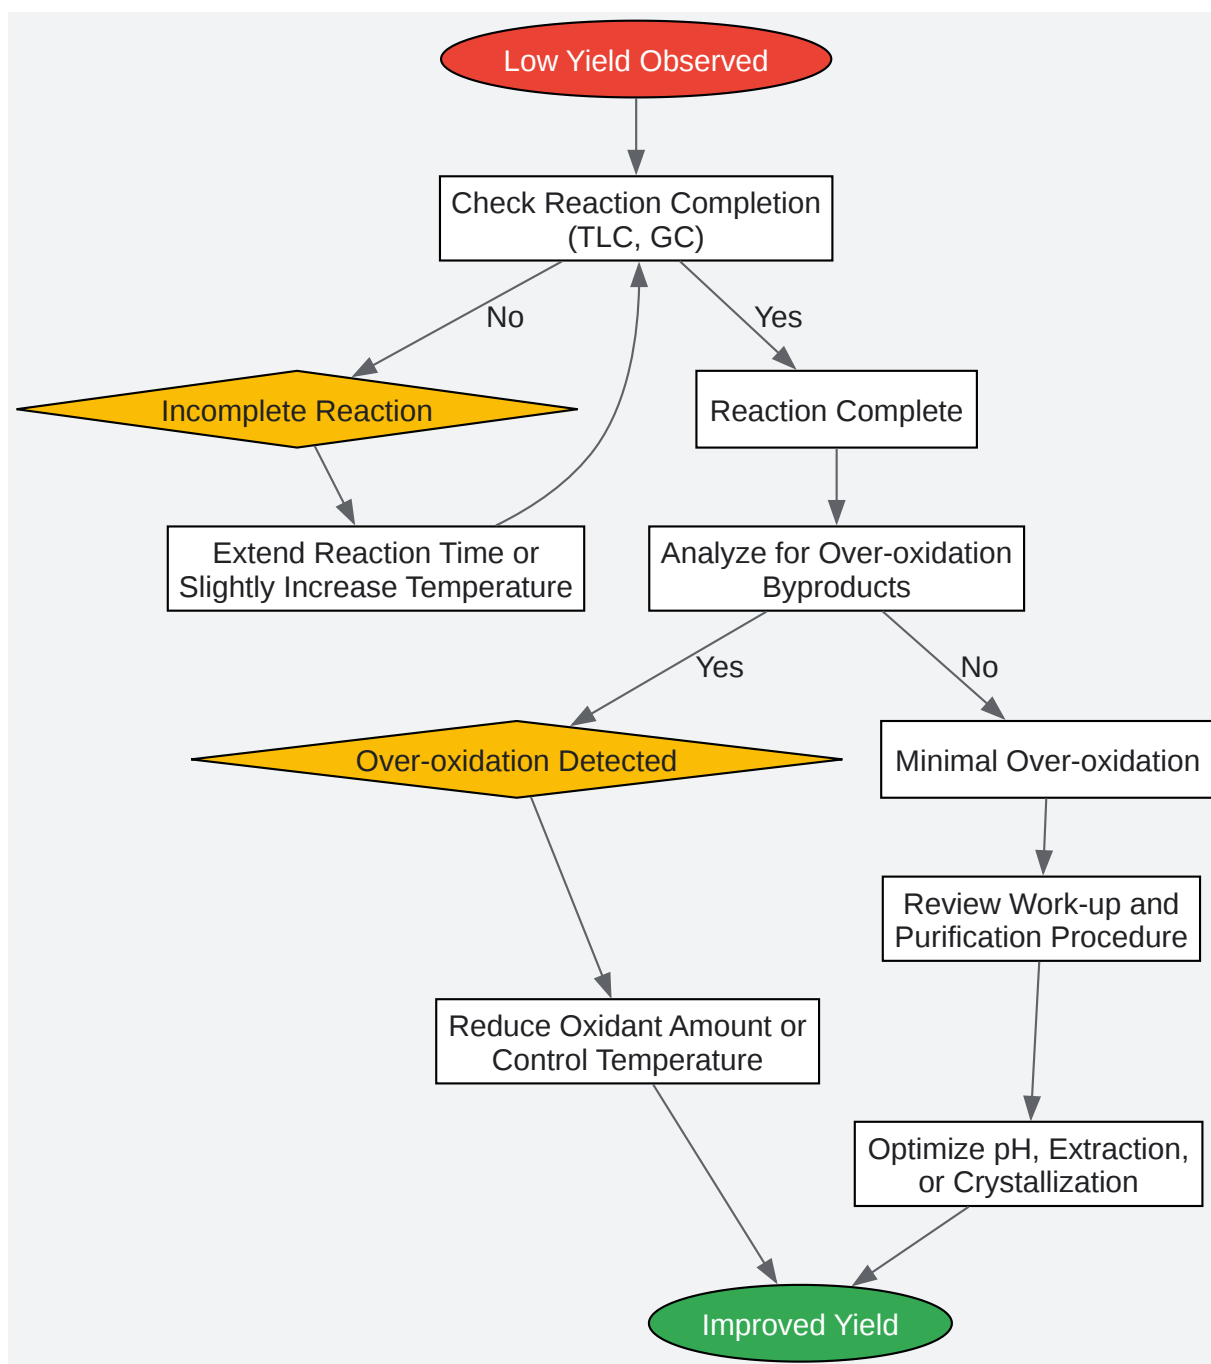 Low Yield Observed
Check Reaction Completion
(TLC, GC)
No
Yes
Incomplete Reaction
Reaction Complete
Extend Reaction Time or
Slightly Increase Temperature
Analyze for Over-oxidation
Byproducts
Yes
No
Over-oxidation Detected
Minimal Over-oxidation
Review Work-up and
Purification Procedure
Reduce Oxidant Amount or
Control Temperature
Optimize pH, Extraction,
or Crystallization
Improved Yield